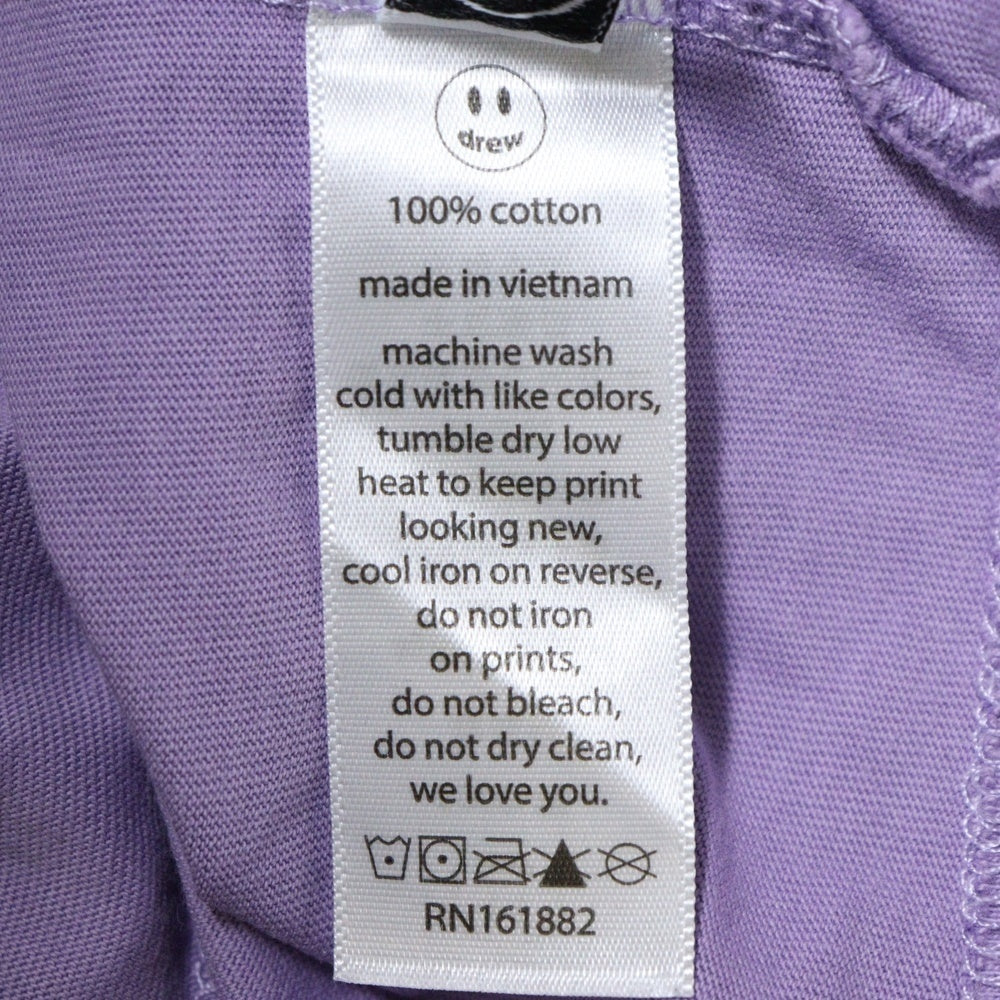 drew
100% cotton
made in vietnam
machine wash
cold with like colors,
tumble dry low
heat to keep print
looking new,
cool iron on reverse,
do not iron
on prints,
do not bleach,
do not dry clean,
we love you.
RN161882